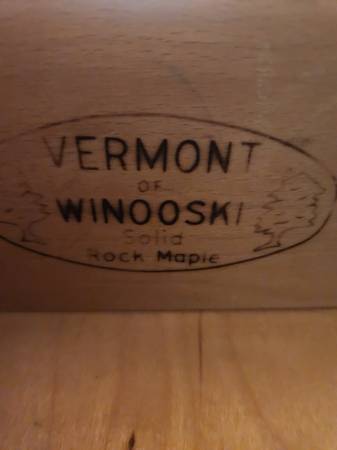 VERMONT
OF
WINOOSKI
Solid
Rock Maple